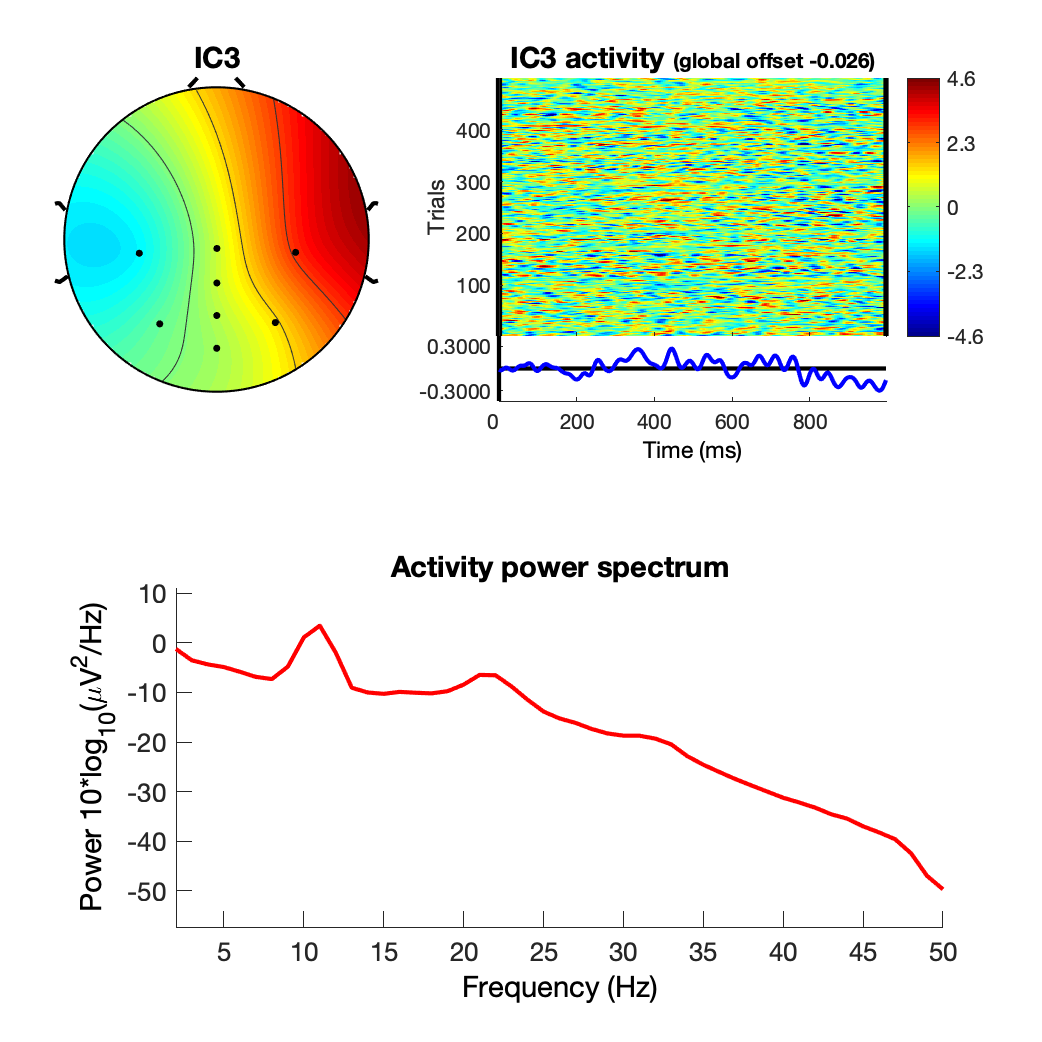 IC3
IC3 activity (global offset -0.026)
Trials
400
300
200
100
4.6
2.3
0
-2.3
-4.6
0.3000
-0.3000
0 200 400 600 800
Time (ms)
Activity power spectrum
Power 10*log10(μV2/Hz)
10
0
-10
-20
-30
-40
-50
5 10 15 20 25 30 35 40 45 50
Frequency (Hz)